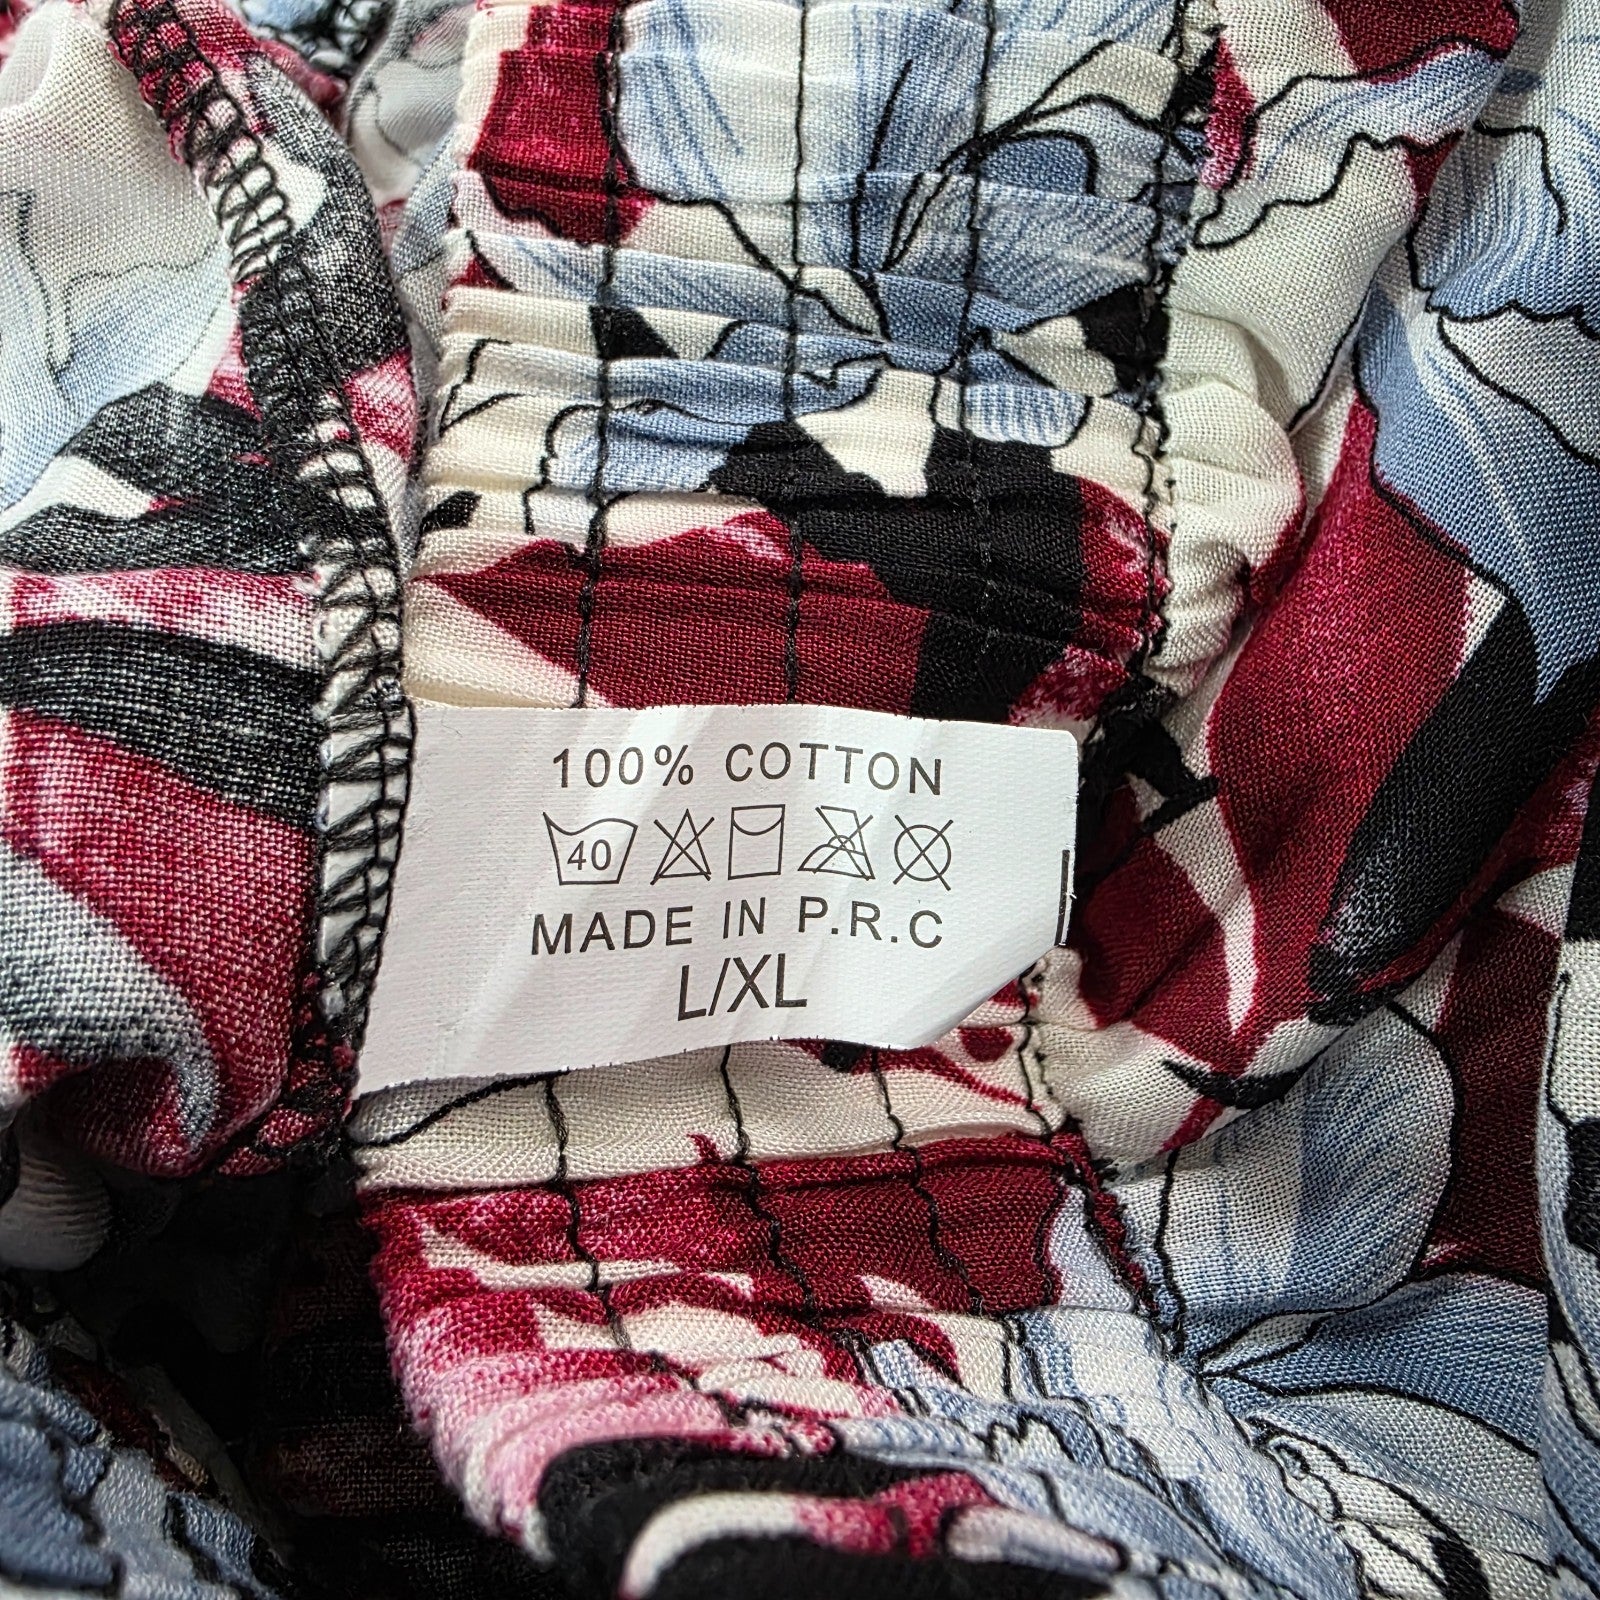 100% COTTON
40
MADE IN P.R.C
L/XL